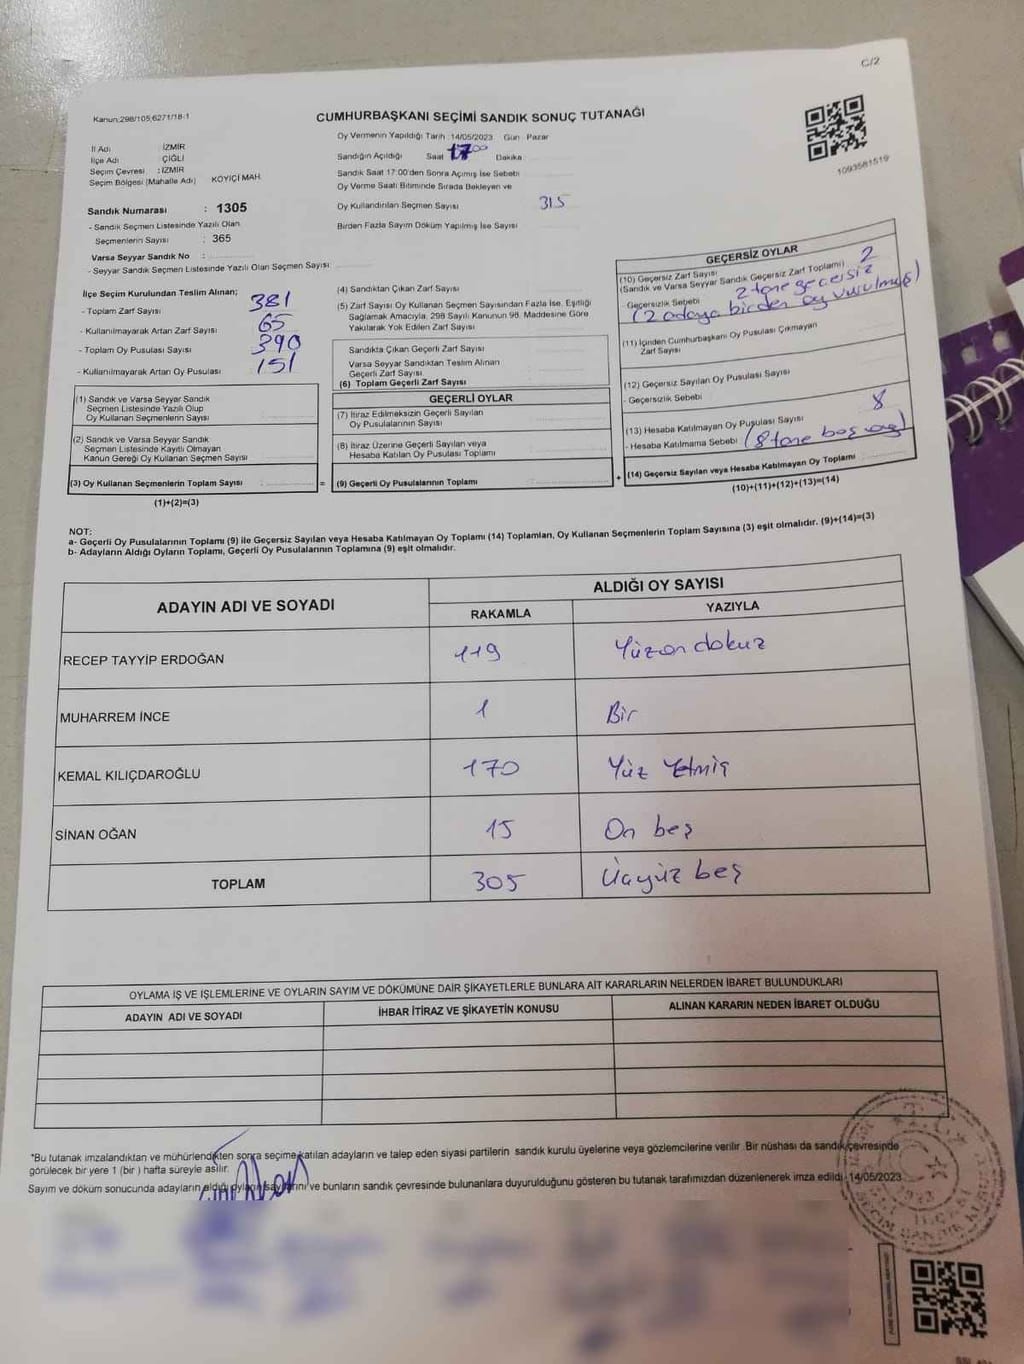 C/2
Kanun:298/105;6271/18-1
CUMHURBAŞKANI SEÇİMİ SANDIK SONUÇ TUTANAĞI
Oy Vermenin Yapıldığı Tarih :14/05/2023 Gün : Pazar
İl Adı : İZMİR
İlçe Adı : ÇİĞLİ
Seçim Çevresi : İZMİR
Seçim Bölgesi (Mahalle Adı) KÖYİÇİ MAH.
Sandığın Açıldığı Saat 17 00 Dakika
Sandık Saat 17:00'den Sonra Açımış İse Sebebi
Oy Verme Saati Bitiminde Sırada Bekleyen ve
Oy Kullandırılan Seçmen Sayısı 315
Birden Fazla Sayım Döküm Yapılmış İse Sayısı
1093581519
Sandık Numarası : 1305
- Sandık Seçmen Listesinde Yazılı Olan
Seçmenlerin Sayısı : 365
Varsa Seyyar Sandık No :
- Seyyar Sandık Seçmen Listesinde Yazılı Olan Seçmen Sayısı:
İlçe Seçim Kurulundan Teslim Alınan;
- Toplam Zarf Sayısı 381
- Kullanılmayarak Artan Zarf Sayısı 65
- Toplam Oy Pusulası Sayısı 390
- Kullanılmayarak Artan Oy Pusulası 151
(1) Sandık ve Varsa Seyyar Sandık
Seçmen Listesinde Yazılı Olup
Oy Kullanan Seçmenlerin Sayısı
(2) Sandık ve Varsa Seyyar Sandık
Seçmen Listesinde Kayıtlı Olmayan
Kanun Gereği Oy Kullanan Seçmen Sayısı
(3) Oy Kullanan Seçmenlerin Toplam Sayısı : =
(1)+(2)=(3)
(4) Sandıktan Çıkan Zarf Sayısı
(5) Zarf Sayısı Oy Kullanan Seçmen Sayısından Fazla İse, Eşitliği
Sağlamak Amacıyla, 298 Sayılı Kanunun 98. Maddesine Göre
Yakılarak Yok Edilen Zarf Sayısı
Sandıkta Çıkan Geçerli Zarf Sayısı
Varsa Seyyar Sandıktan Teslim Alınan
Geçerli Zarf Sayısı
(6) Toplam Geçerli Zarf Sayısı
GEÇERLİ OYLAR
(7) İtiraz Edilmeksizin Geçerli Sayılan
Oy Pusulasının Sayısı
(8) İtiraz Üzerine Geçerli Sayılan veya
Hesaba Katılan Oy Pusulası Toplamı
(9) Geçerli Oy Pusulalarının Toplamı : +
GEÇERSİZ OYLAR
(10) Geçersiz Zarf Sayısı
(Sandık ve Varsa Seyyar Sandık Geçersiz Zarf Toplamı) 2
- Geçersizlik Sebebi 2 tane geçersiz
(2 adaya birden oy vurulmuş)
(11) İçinden Cumhurbaşkanı Oy Pusulası Çıkmayan
Zarf Sayısı
(12) Geçersiz Sayılan Oy Pusulası Sayısı
- Geçersizlik Sebebi
(13) Hesaba Katılmayan Oy Pusulası Sayısı 8
- Hesaba Katılmama Sebebi (8 tane boş oy)
(14) Geçersiz Sayılan veya Hesaba Katılmayan Oy Toplamı
(10)+(11)+(12)+(13)=(14)
NOT:
a- Geçerli Oy Pusulalarının Toplamı (9) ile Geçersiz Sayılan veya Hesaba Katılmayan Oy Toplamı (14) Toplamları, Oy Kullanan Seçmenlerin Toplam Sayısına (3) eşit olmalıdır. (9)+(14)=(3)
b- Adayların Aldığı Oyların Toplamı, Geçerli Oy Pusulalarının Toplamına (9) eşit olmalıdır.
ADAYIN ADI VE SOYADI
ALDIĞI OY SAYISI
RAKAMLA YAZIYLA
RECEP TAYYİP ERDOĞAN 119 Yüzon dokuz
MUHARREM İNCE 1 Bir
KEMAL KILIÇDAROĞLU 170 Yüz Yetmiş
SİNAN OĞAN 15 On beş
TOPLAM 305 Üçyüz beş
OYLAMA İŞ VE İŞLEMLERİNE VE OYLARIN SAYIM VE DÖKÜMÜNE DAİR ŞİKAYETLERLE BUNLARA AİT KARARLARIN NELERDEN İBARET BULUNDUKLARI
ADAYIN ADI VE SOYADI İHBAR İTİRAZ VE ŞİKAYETİN KONUSU ALINAN KARARIN NEDEN İBARET OLDUĞU
*Bu tutanak imzalandıktan ve mühürlendikten sonra seçime katılan adayların ve talep eden siyasi partilerin sandık kurulu üyelerine veya gözlemcilerine verilir. Bir nüshası da sandık çevresinde
görülecek bir yere 1 (bir ) hafta süreyle asılır.
Sayım ve döküm sonucunda adayların aldığı oyların sayılarını ve bunların sandık çevresinde bulunanlara duyurulduğunu gösteren bu tutanak tarafımızdan düzenlenerek imza edildi. 14/05/2023